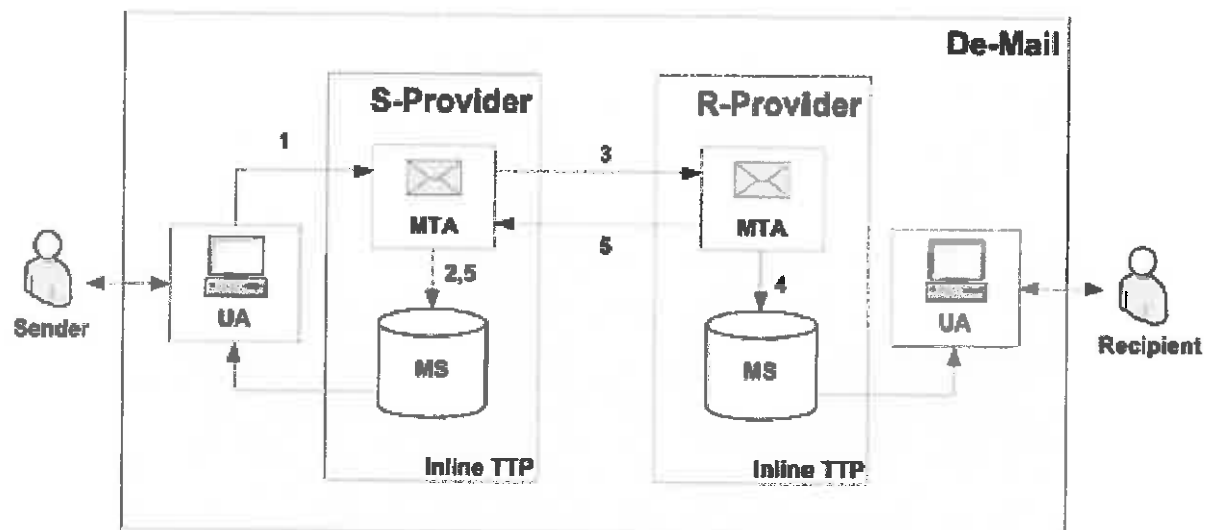 De-Mail
S-Provider
R-Provider
1
3
MTA
MTA
5
2,5
4
Sender
UA
MS
MS
UA
Recipient
Inline TTP
Inline TTP